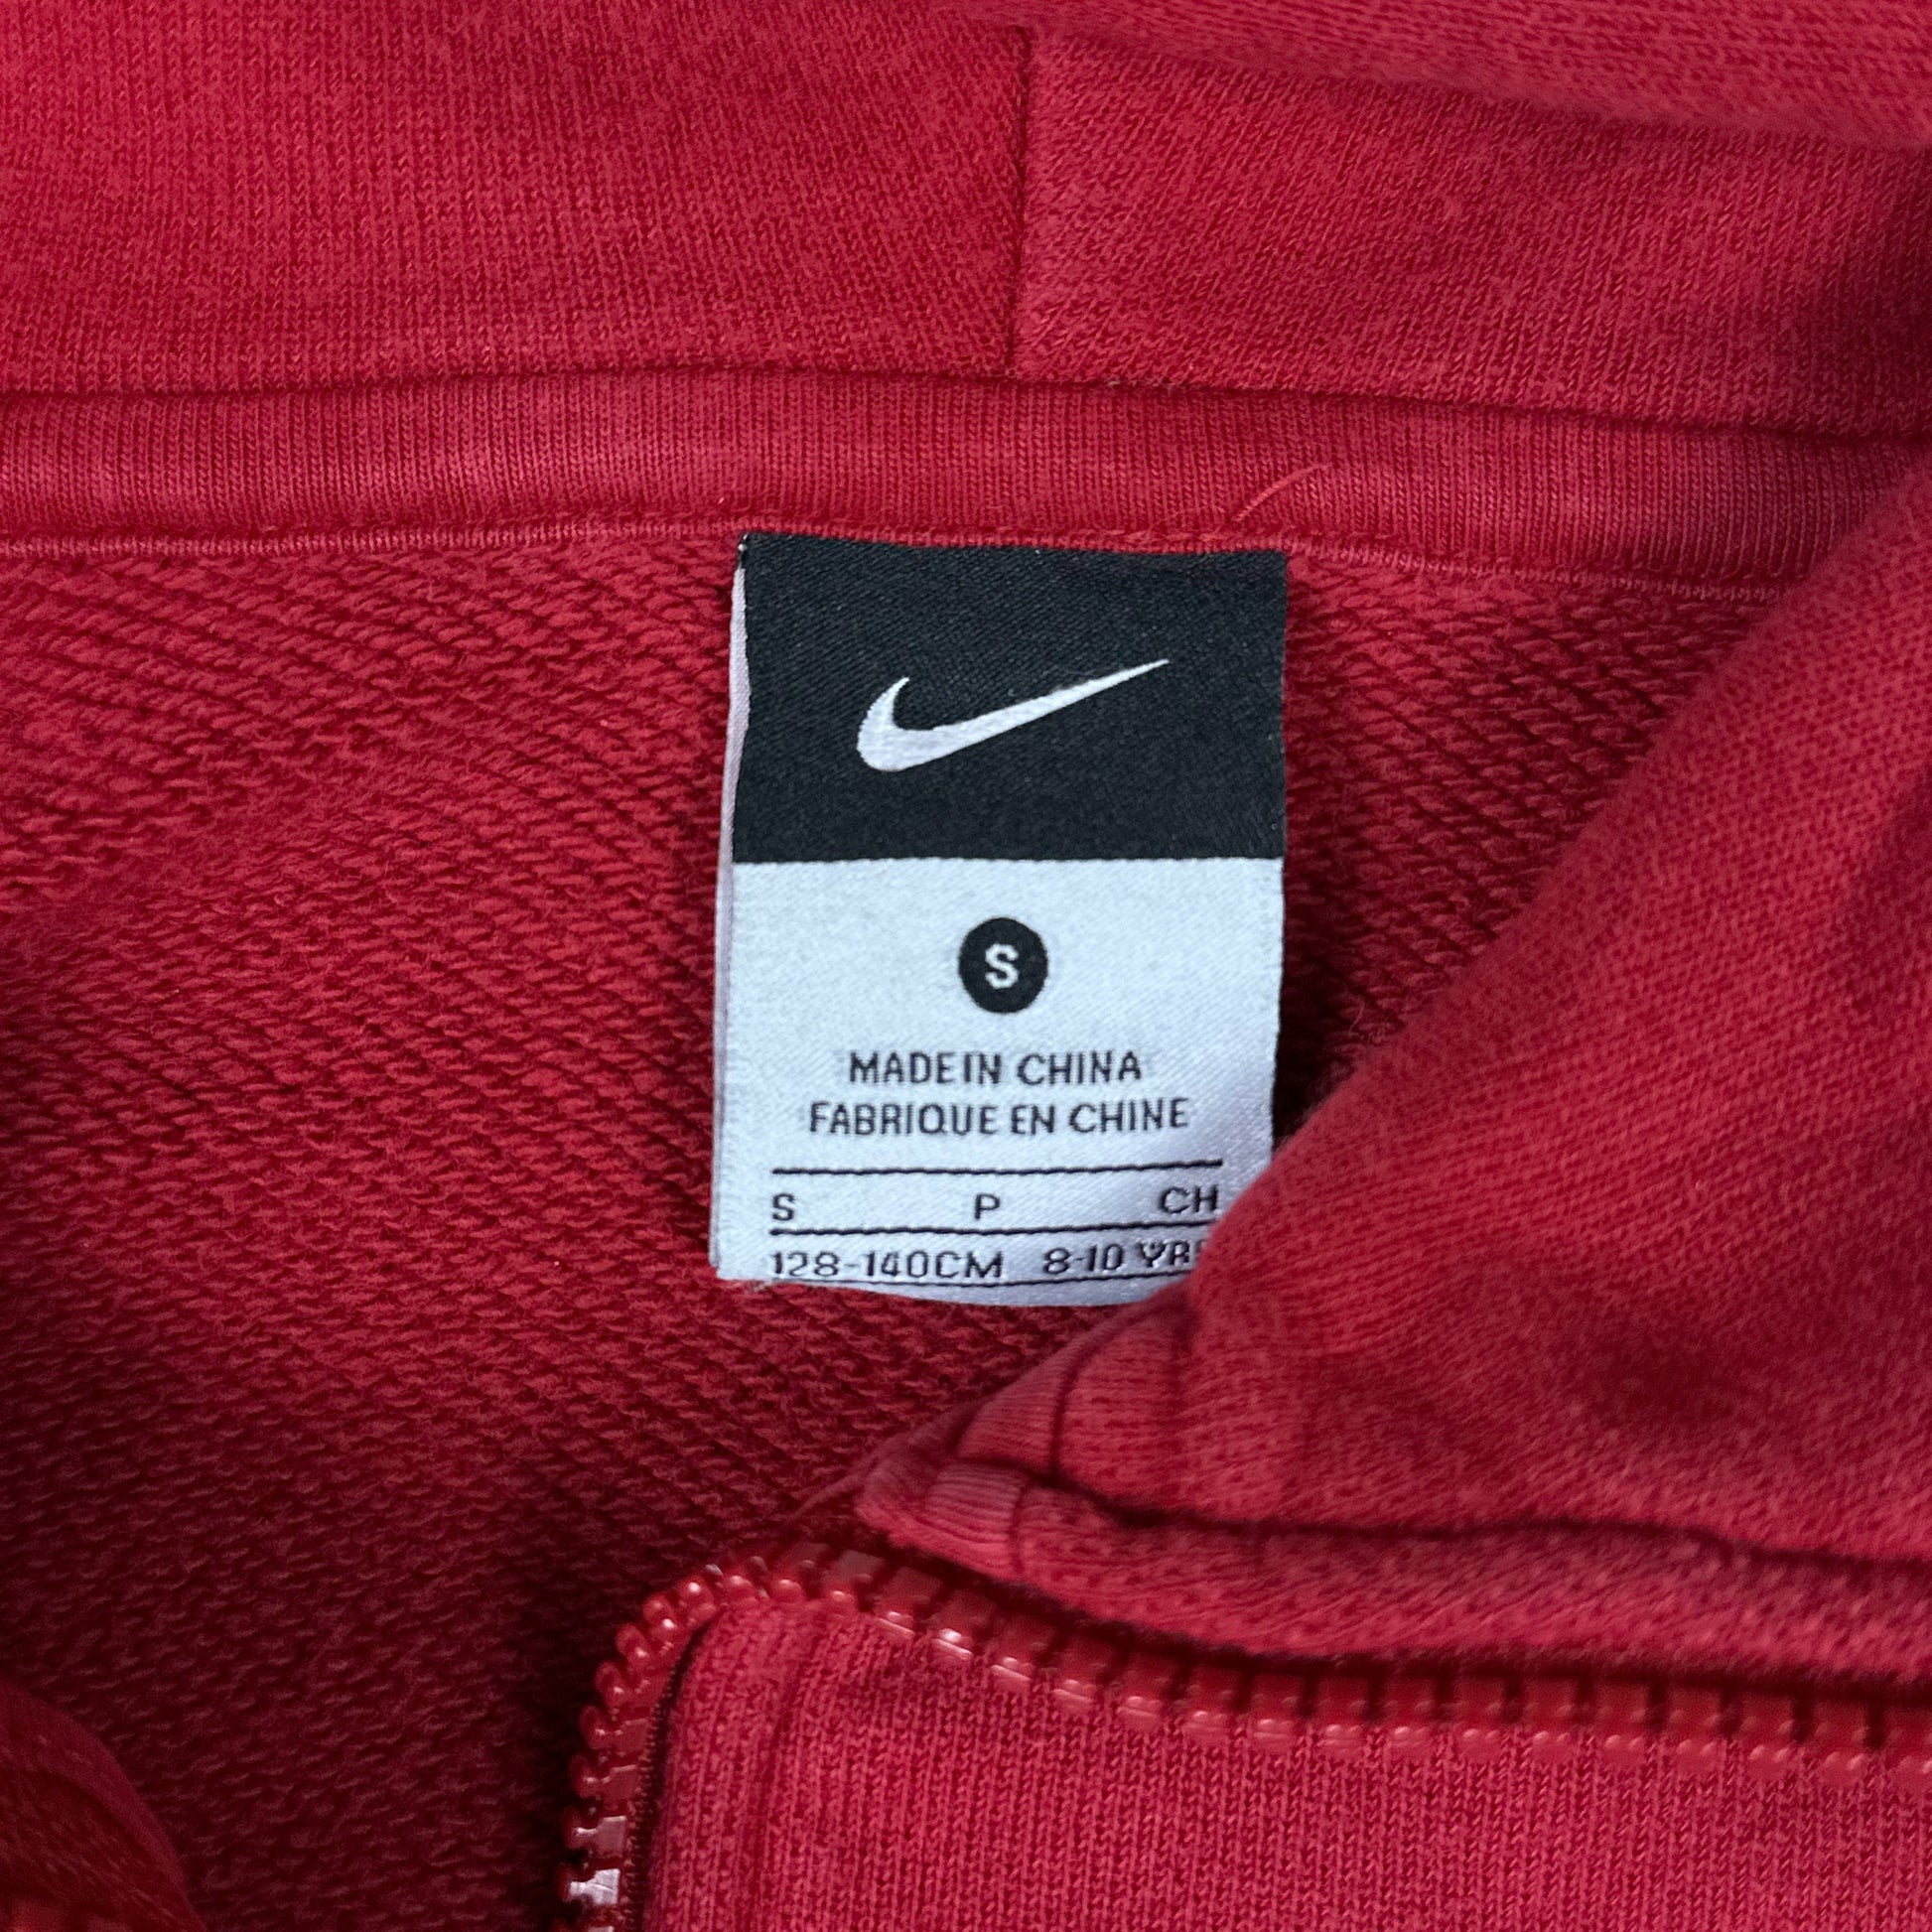 S
MADE IN CHINA
FABRIQUE EN CHINE
S P CH
128-140CM 8-10